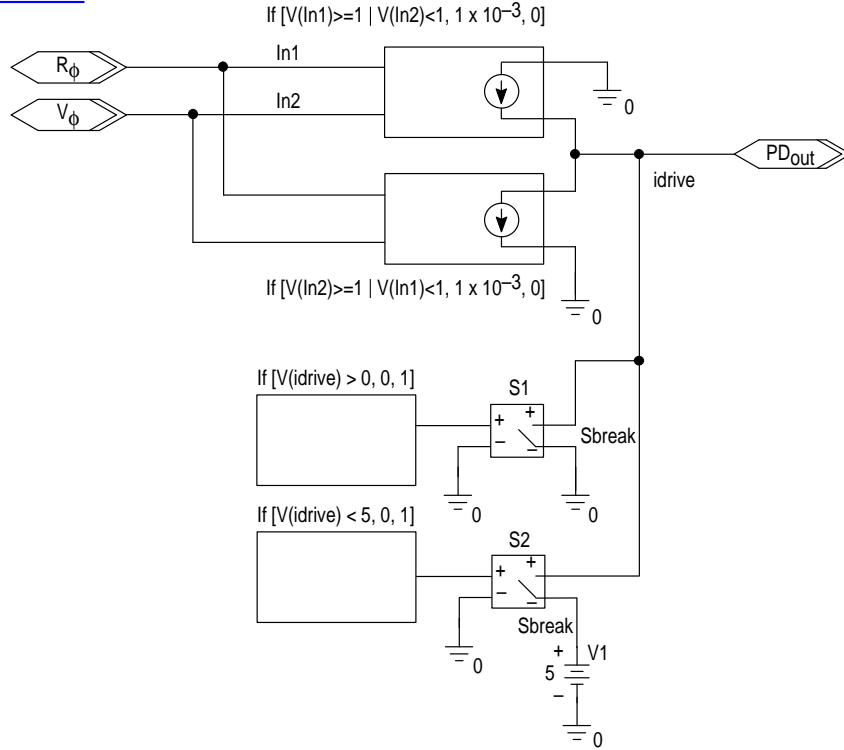 If [V(In1)>=1 | V(In2)<1, 1 x 10⁻³, 0]
Rϕ
In1
Vϕ
In2
0
PDout
idrive
If [V(In2)>=1 | V(In1)<1, 1 x 10⁻³, 0]
0
If [V(idrive) > 0, 0, 1]
S1
+
+
–
–
Sbreak
0
0
If [V(idrive) < 5, 0, 1]
S2
+
+
–
–
Sbreak
0
+
V1
5
–
0